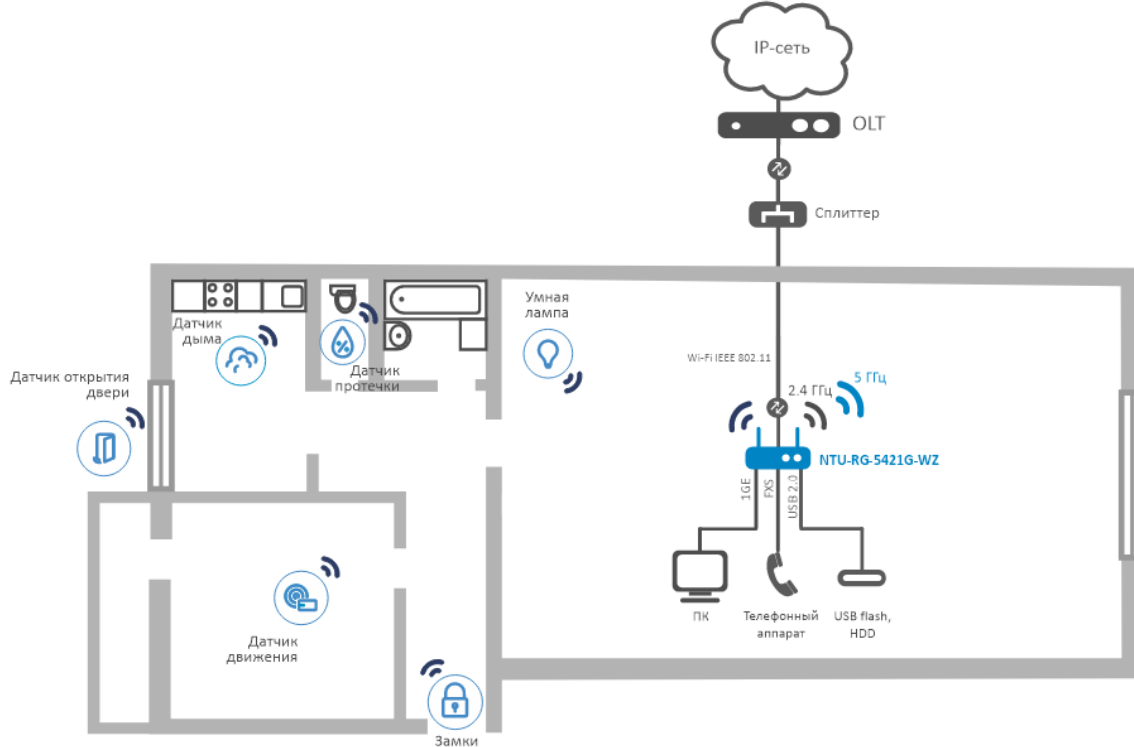 IP-сеть
OLT
Сплиттер
Умная
лампа
Датчик
дыма
Датчик
протечки
Датчик открытия
двери
Wi-Fi IEEE 802.11
2.4 ГГц
5 ГГц
NTU-RG-5421G-WZ
1GE
FXS
USB 2.0
ПК
Телефонный
аппарат
USB flash,
HDD
Датчик
движения
Замки